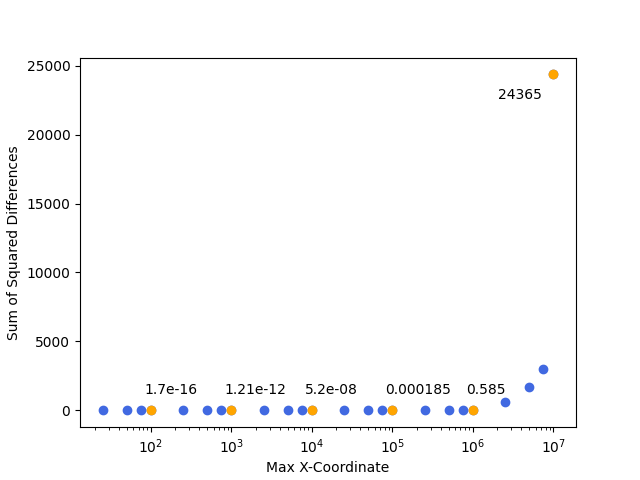 25000
24365
20000
15000
10000
5000
1.7e-16 1.21e-12 5.2e-08 0.000185 0.585
0
10² 10³ 10⁴ 10⁵ 10⁶ 10⁷
Max X-Coordinate
Sum of Squared Differences